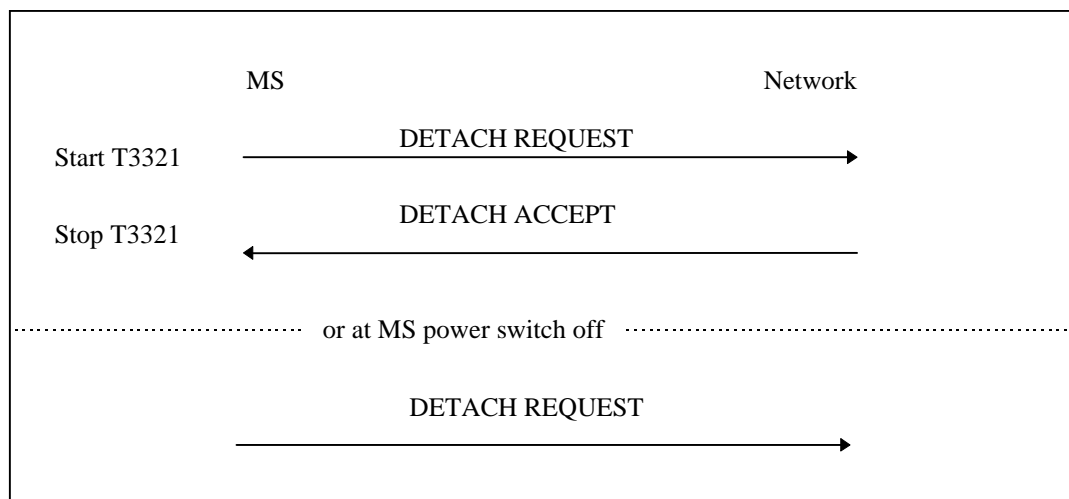 MS Network
DETACH REQUEST
Start T3321
DETACH ACCEPT
Stop T3321
or at MS power switch off
DETACH REQUEST